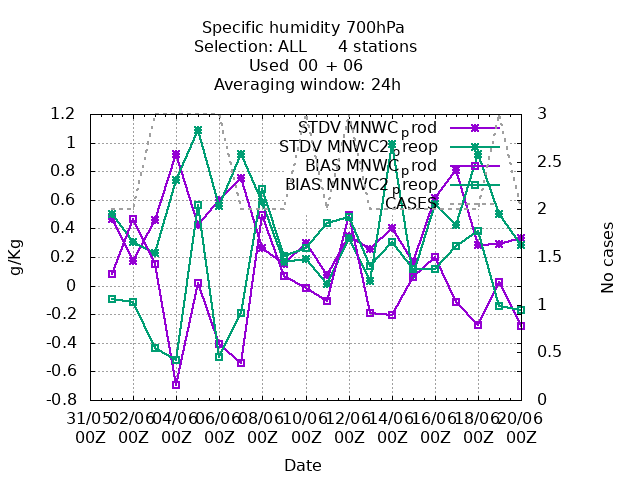 Specific humidity 700hPa
Selection: ALL 4 stations
Used 00 + 06
Averaging window: 24h
STDV MNWC_prod
STDV MNWC2_preop
BIAS MNWC_prod
BIAS MNWC2_preop
CASES
1.2
1
0.8
0.6
0.4
0.2
0
-0.2
-0.4
-0.6
-0.8
g/Kg
3
2.5
2
1.5
1
0.5
0
No cases
31/05 02/06 04/06 06/06 08/06 10/06 12/06 14/06 16/06 18/06 20/06
00Z 00Z 00Z 00Z 00Z 00Z 00Z 00Z 00Z 00Z 00Z
Date